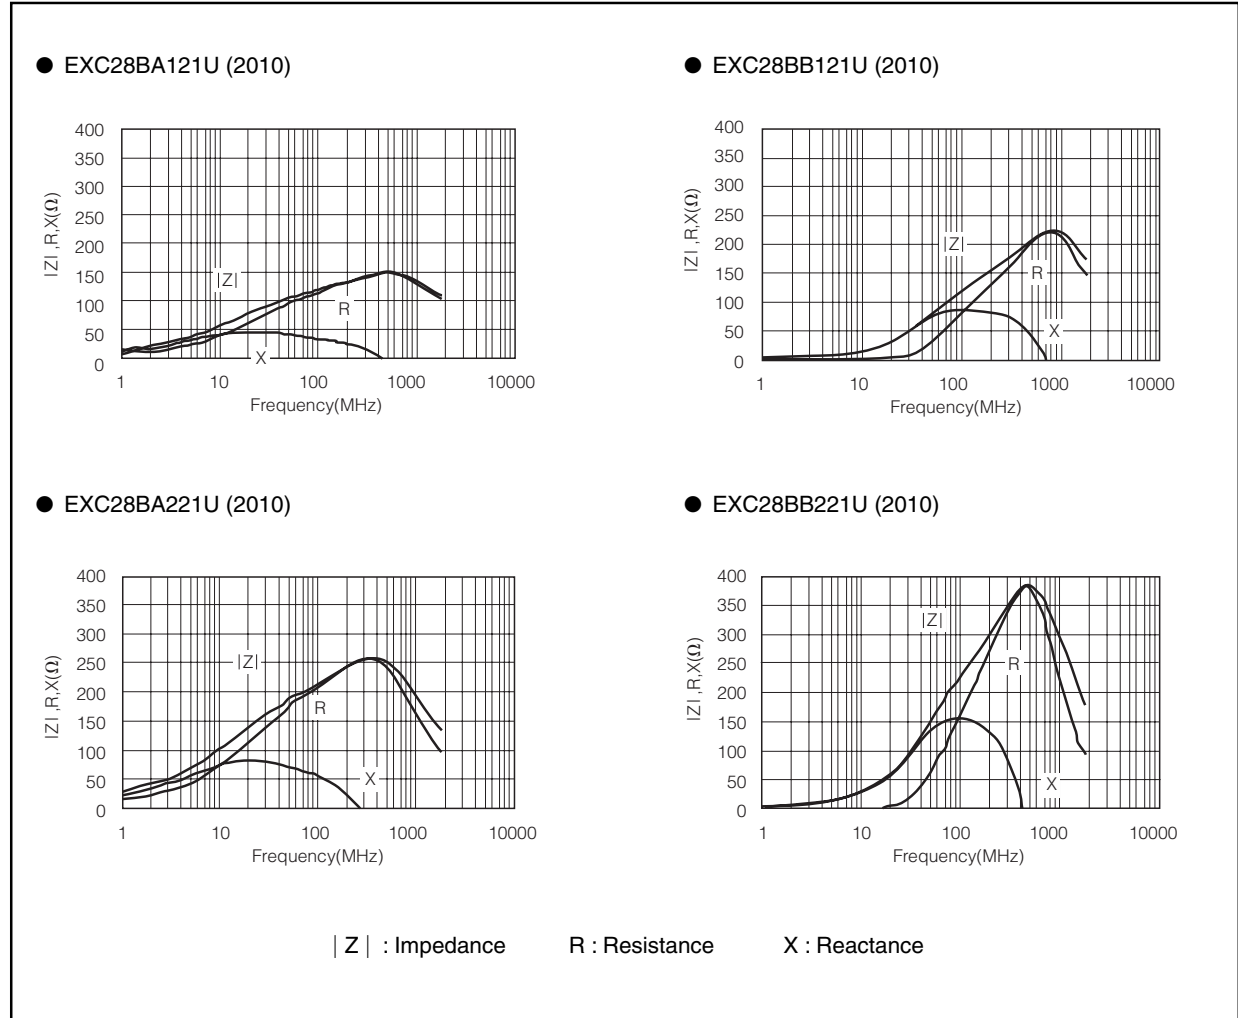 ● EXC28BA121U (2010)
400
350
300
250
200
150
100
50
0
|Z| ,R,X(Ω)
|Z|
R
X
1 10 100 1000 10000
Frequency(MHz)
● EXC28BB121U (2010)
400
350
300
250
200
150
100
50
0
|Z| ,R,X(Ω)
|Z|
R
X
1 10 100 1000 10000
Frequency(MHz)
● EXC28BA221U (2010)
400
350
300
250
200
150
100
50
0
|Z| ,R,X(Ω)
|Z|
R
X
1 10 100 1000 10000
Frequency(MHz)
● EXC28BB221U (2010)
400
350
300
250
200
150
100
50
0
|Z| ,R,X(Ω)
|Z|
R
X
1 10 100 1000 10000
Frequency(MHz)
| Z | : Impedance R : Resistance X : Reactance